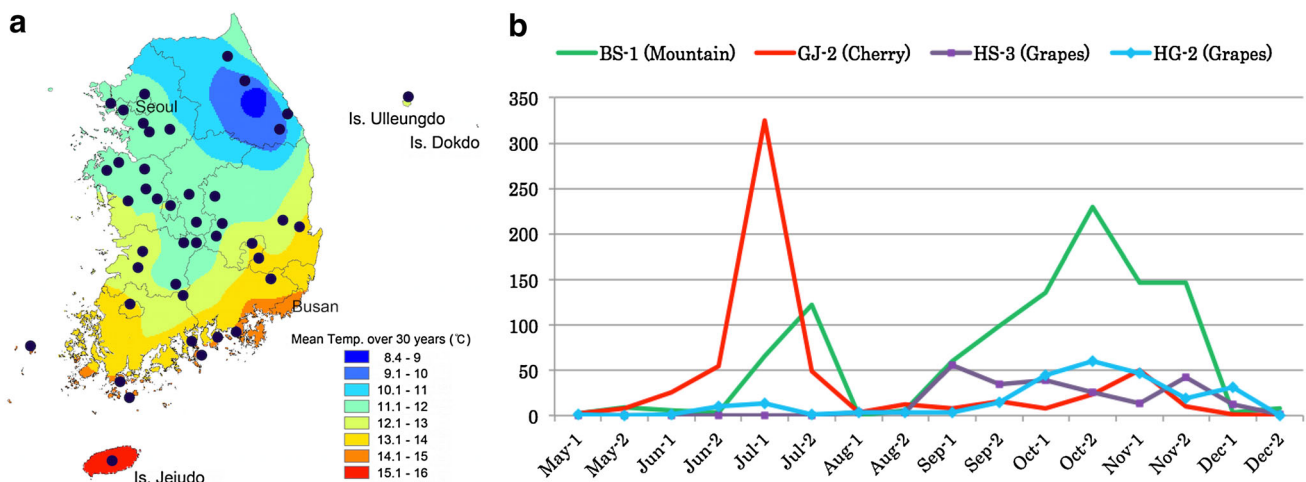 a
Seoul
Is. Ulleungdo
Is. Dokdo
Busan
Mean Temp. over 30 years (℃)
8.4 - 9
9.1 - 10
10.1 - 11
11.1 - 12
12.1 - 13
13.1 - 14
14.1 - 15
15.1 - 16
Is. Jejudo
b
BS-1 (Mountain) GJ-2 (Cherry) HS-3 (Grapes) HG-2 (Grapes)
350
300
250
200
150
100
50
0
May-1 May-2 Jun-1 Jun-2 Jul-1 Jul-2 Aug-1 Aug-2 Sep-1 Sep-2 Oct-1 Oct-2 Nov-1 Nov-2 Dec-1 Dec-2